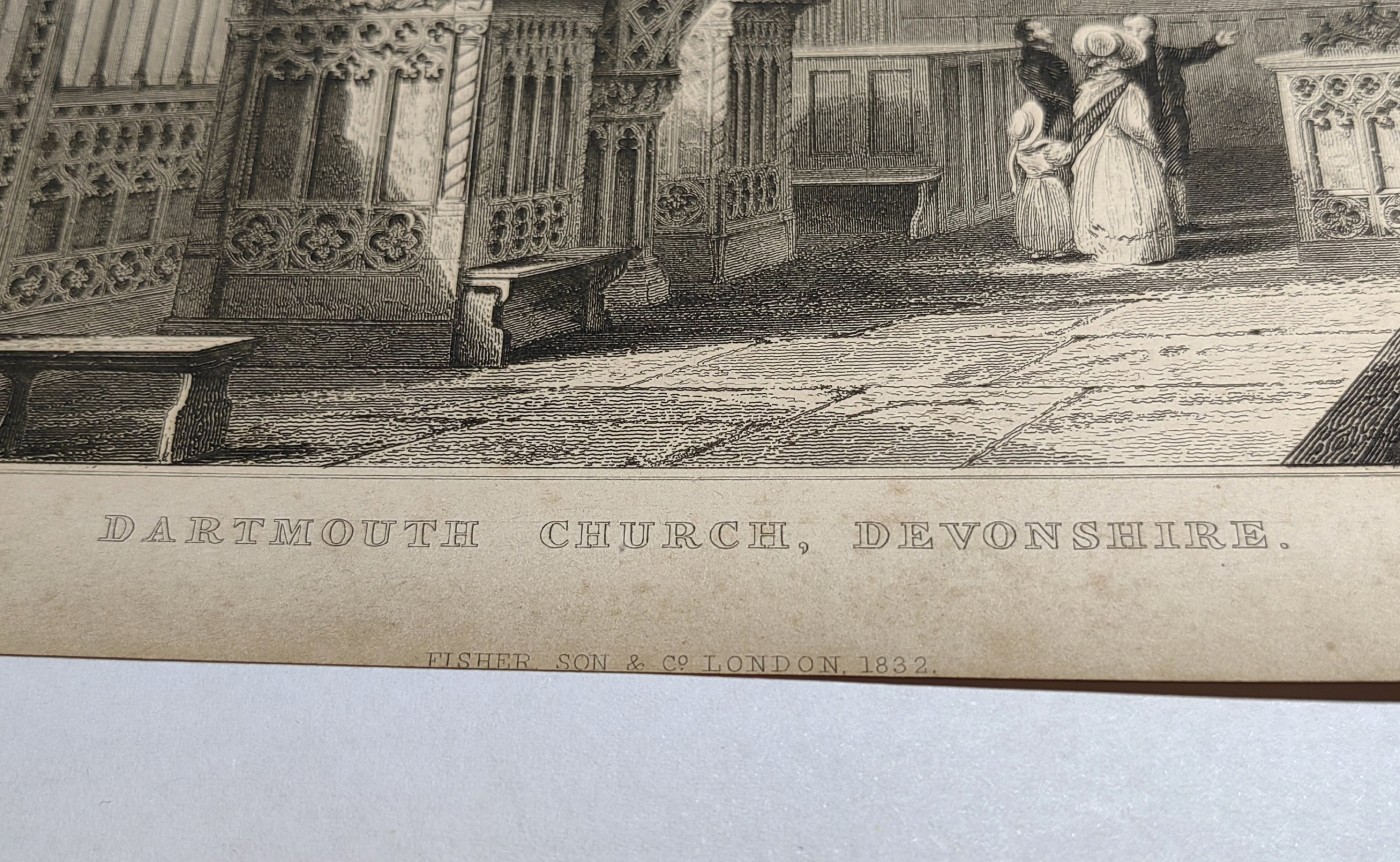 DARTMOUTH CHURCH, DEVONSHIRE.
FISHER, SON & Cº LONDON, 1832.